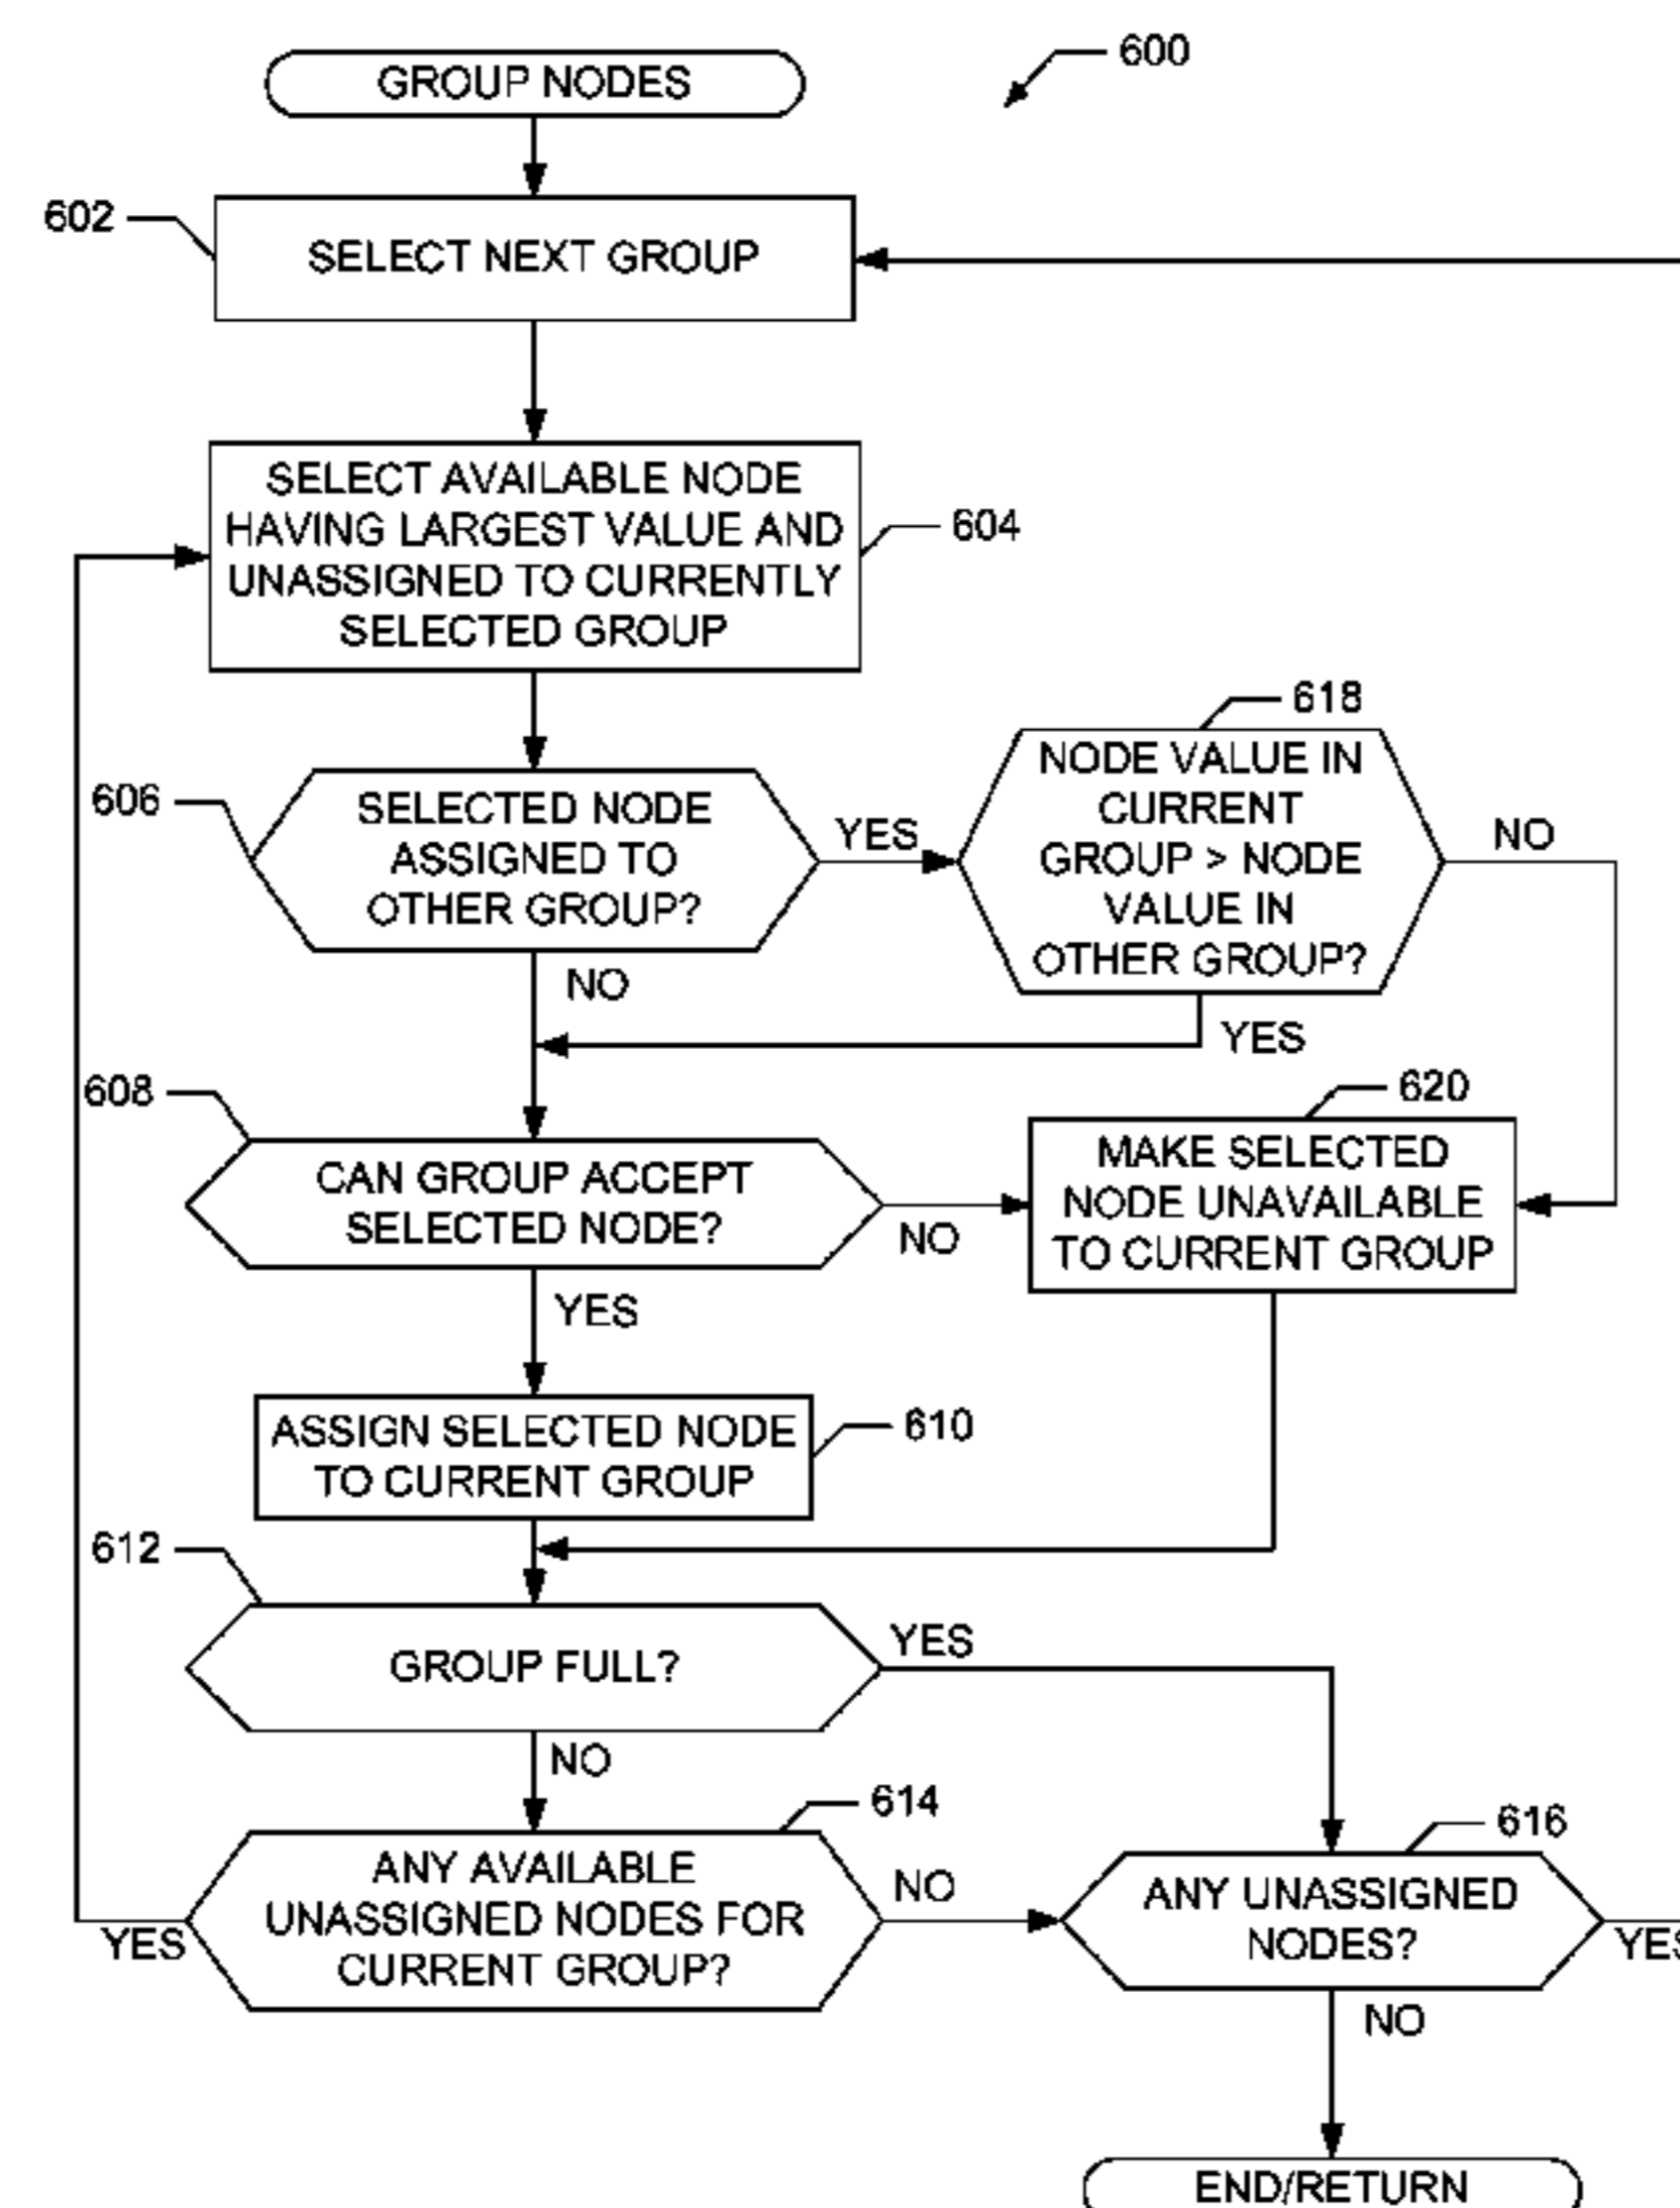 600
GROUP NODES
602
SELECT NEXT GROUP
SELECT AVAILABLE NODE
HAVING LARGEST VALUE AND
UNASSIGNED TO CURRENTLY
SELECTED GROUP
604
618
NODE VALUE IN
CURRENT
GROUP > NODE
VALUE IN
OTHER GROUP?
606
SELECTED NODE
ASSIGNED TO
OTHER GROUP?
YES
NO
NO
YES
608
620
CAN GROUP ACCEPT
SELECTED NODE?
NO
MAKE SELECTED
NODE UNAVAILABLE
TO CURRENT GROUP
YES
ASSIGN SELECTED NODE
TO CURRENT GROUP
610
612
GROUP FULL?
YES
NO
614
ANY AVAILABLE
UNASSIGNED NODES FOR
CURRENT GROUP?
YES
NO
616
ANY UNASSIGNED
NODES?
YES
NO
END/RETURN